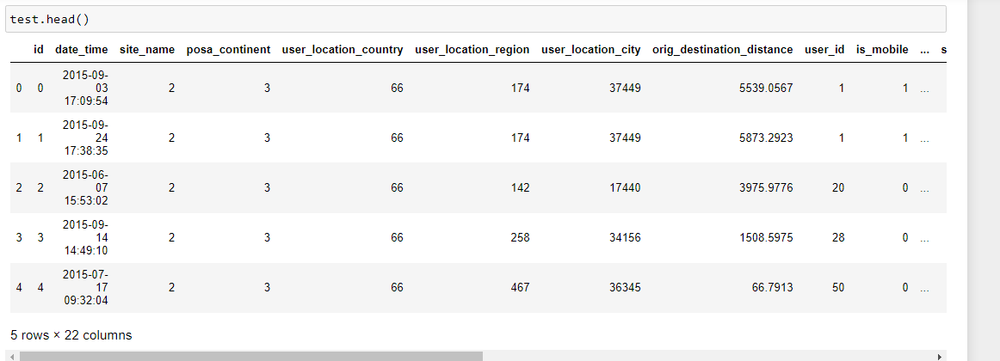 test.head()
id date_time site_name posa_continent user_location_country user_location_region user_location_city orig_destination_distance user_id is_mobile ... s
0 0 2015-09-03 17:09:54 2 3 66 174 37449 5539.0567 1 1 ...
1 1 2015-09-24 17:38:35 2 3 66 174 37449 5873.2923 1 1 ...
2 2 2015-06-07 15:53:02 2 3 66 142 17440 3975.9776 20 0 ...
3 3 2015-09-14 14:49:10 2 3 66 258 34156 1508.5975 28 0 ...
4 4 2015-07-17 09:32:04 2 3 66 467 36345 66.7913 50 0 ...
5 rows × 22 columns